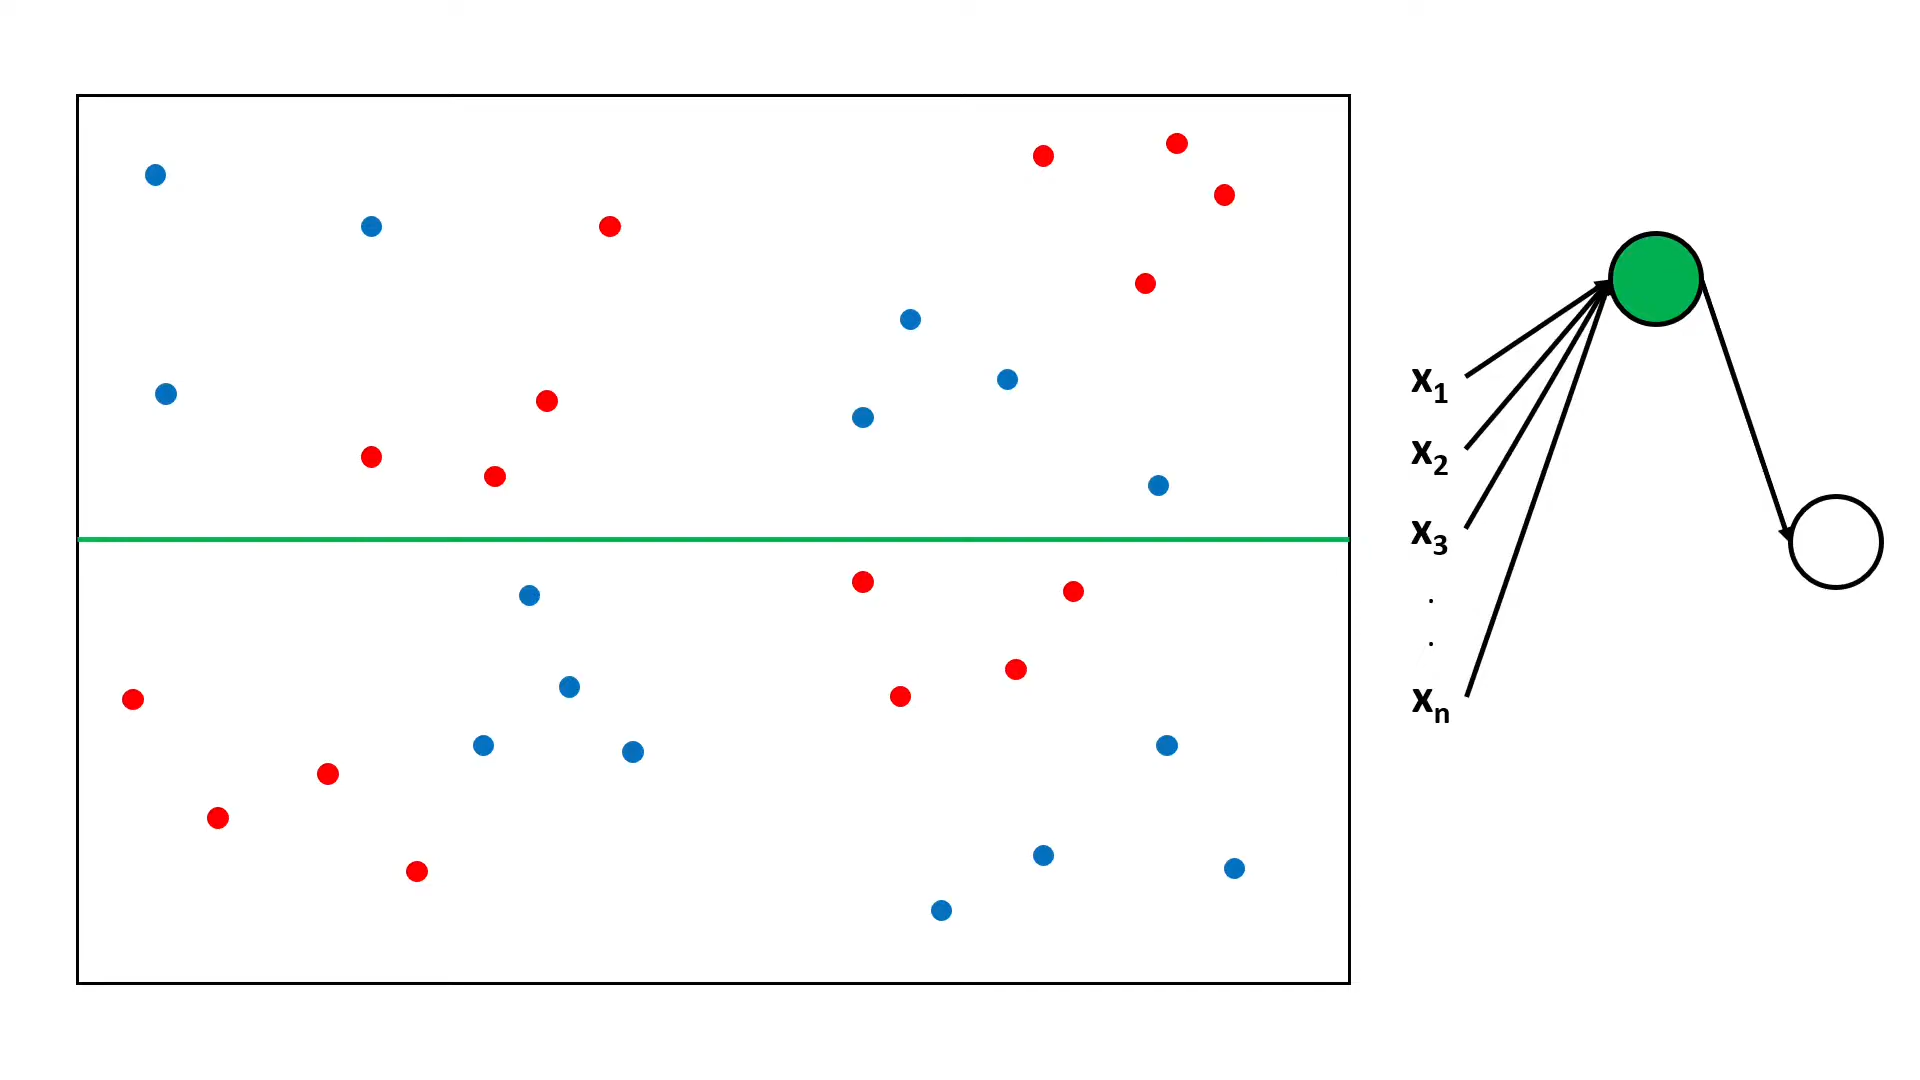 x₁
x₂
x₃
.
.
xₙ